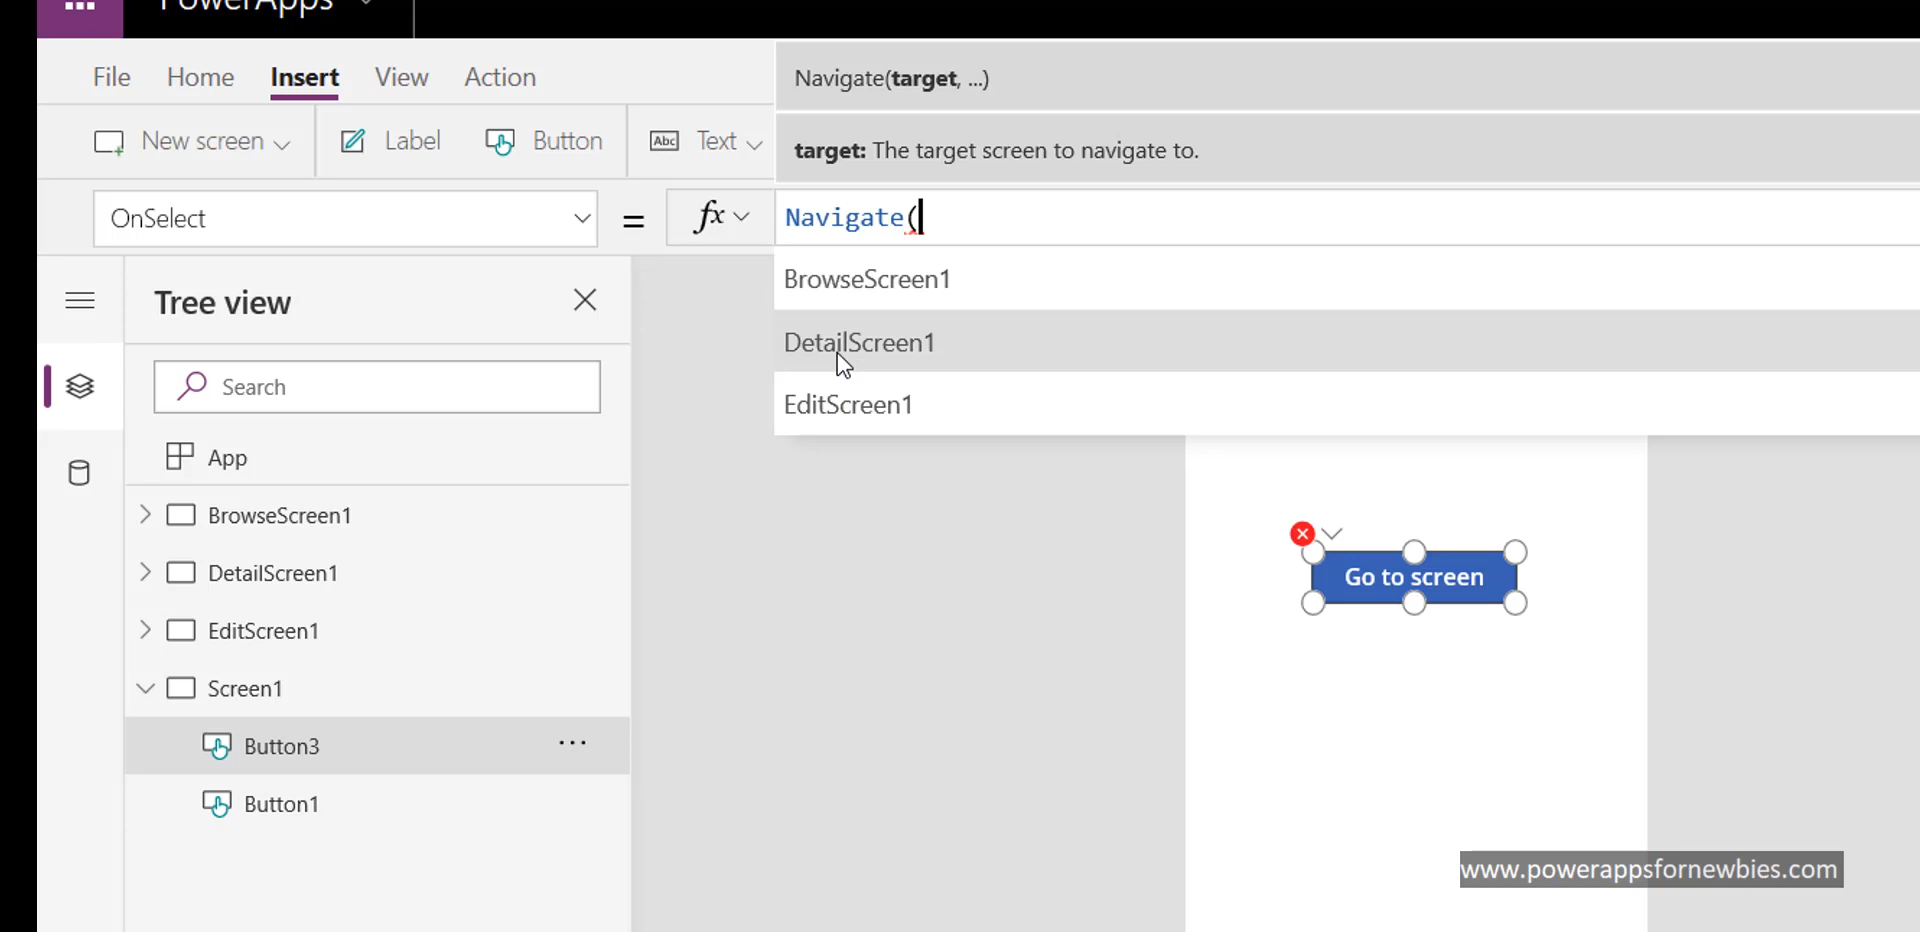 PowerApps
File Home Insert View Action
Navigate(target, ...)
New screen Label Button Abc Text
target: The target screen to navigate to.
OnSelect = fx Navigate(
BrowseScreen1
DetailScreen1
EditScreen1
Tree view
Search
App
BrowseScreen1
DetailScreen1
EditScreen1
Screen1
Button3 ...
Button1
Go to screen
www.powerappsfornewbies.com